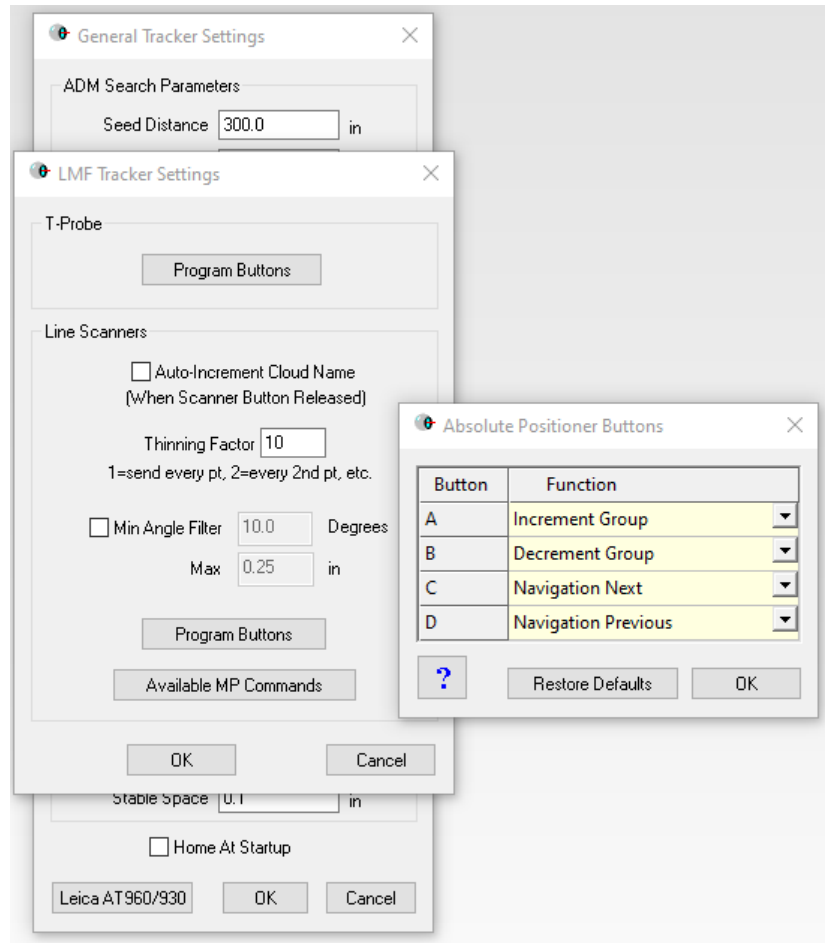 General Tracker Settings
ADM Search Parameters
Seed Distance 300.0 in
LMF Tracker Settings
T-Probe
Program Buttons
Line Scanners
Auto-Increment Cloud Name
(When Scanner Button Released)
Thinning Factor 10
1=send every pt, 2=every 2nd pt, etc.
Min Angle Filter 10.0 Degrees
Max 0.25 in
Program Buttons
Available MP Commands
OK Cancel
Absolute Positioner Buttons
Button Function
A Increment Group
B Decrement Group
C Navigation Next
D Navigation Previous
? Restore Defaults OK
Stable Space 0.1 in
Home At Startup
Leica AT960/930 OK Cancel